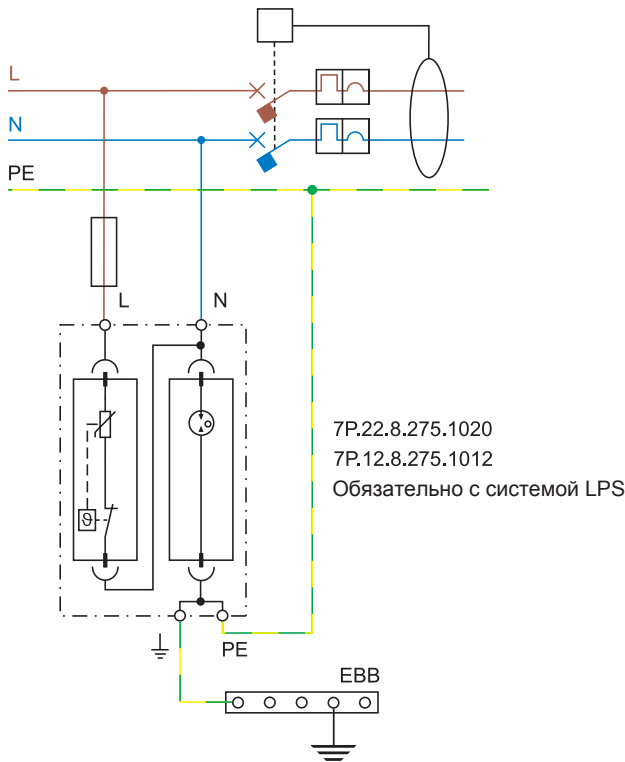 L
N
PE
L
N
7P.22.8.275.1020
7P.12.8.275.1012
Обязательно с системой LPS
ϑ
PE
EBB